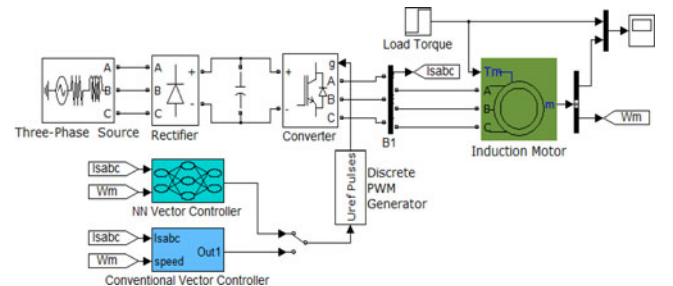 Load Torque
A
B
C
Three-Phase Source
A
B
C
+
-
Rectifier
+
-
g
A
B
C
Converter
Isabc
B1
Tm
A
B
C
m
Induction Motor
Wm
Isabc
Wm
NN Vector Controller
Uref Pulses
Discrete
PWM
Generator
Isabc
Wm
Isabc
speed
Out1
Conventional Vector Controller